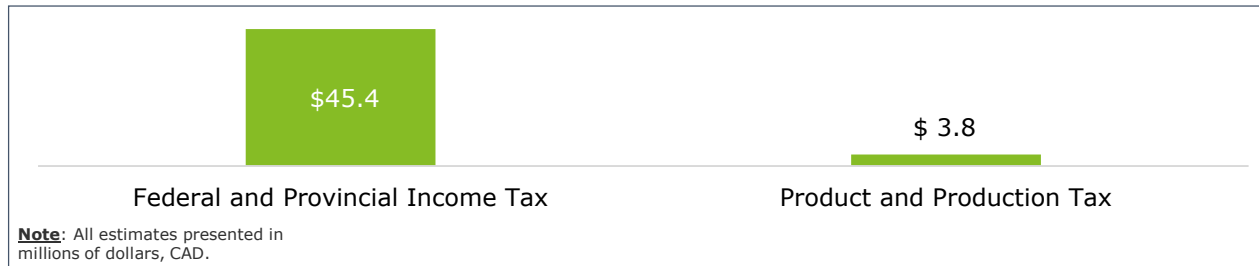 $45.4
$ 3.8
Federal and Provincial Income Tax
Product and Production Tax
Note: All estimates presented in
millions of dollars, CAD.